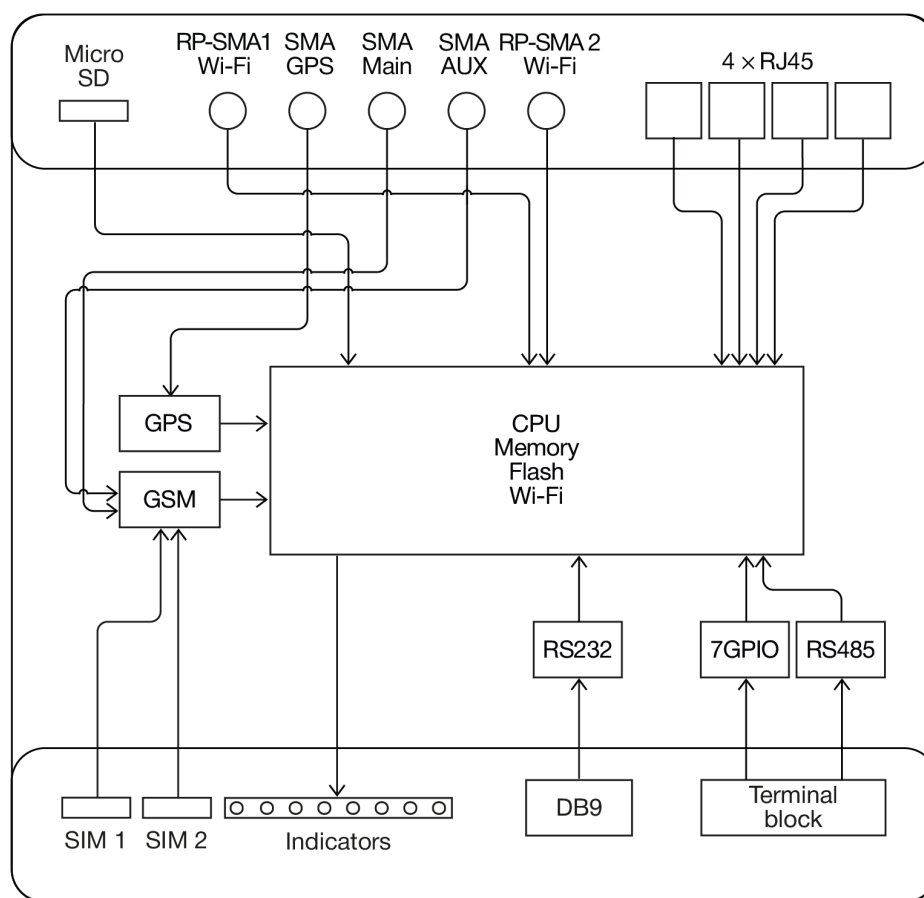 Micro
SD
RP-SMA1
Wi-Fi
SMA
GPS
SMA
Main
SMA
AUX
RP-SMA 2
Wi-Fi
4 × RJ45
GPS
GSM
CPU
Memory
Flash
Wi-Fi
RS232
7GPIO
RS485
SIM 1
SIM 2
Indicators
DB9
Terminal
block